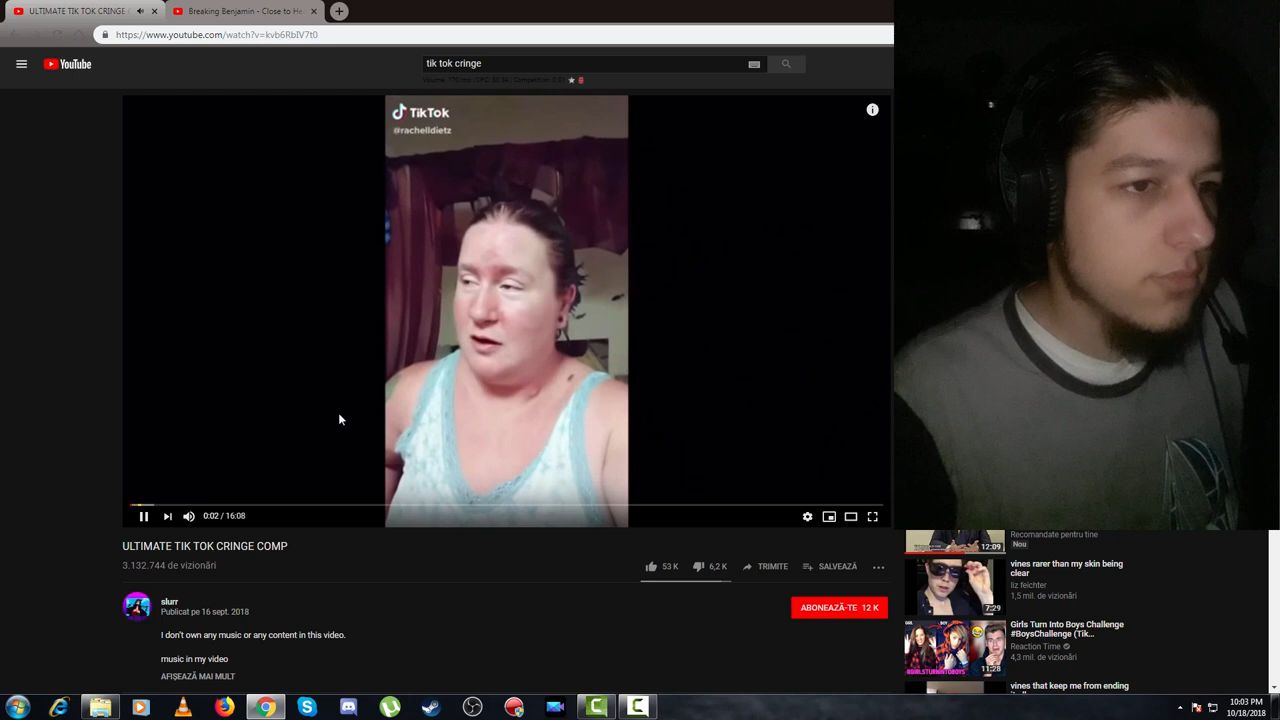 ULTIMATE TIK TOK CRINGE
Breaking Benjamin - Close to He
https://www.youtube.com/watch?v=kvb6RbIV7t0
YouTube
tik tok cringe
TikTok
@rachelldietz
0:02 / 16:08
ULTIMATE TIK TOK CRINGE COMP
3.132.744 de vizionări
53 K
6,2 K
TRIMITE
SALVEAZĂ
slurr
Publicat pe 16 sept. 2018
ABONEAZĂ-TE 12 K
I don't own any music or any content in this video.
music in my video
AFIȘEAZĂ MAI MULT
Recomandate pentru tine
Nou
12:09
vines rarer than my skin being
clear
liz feichter
1,5 mil. de vizionări
7:29
Girls Turn Into Boys Challenge
#BoysChallenge (Tik...
Reaction Time
4,3 mil. de vizionări
11:28
vines that keep me from ending
10:03 PM
10/18/2018